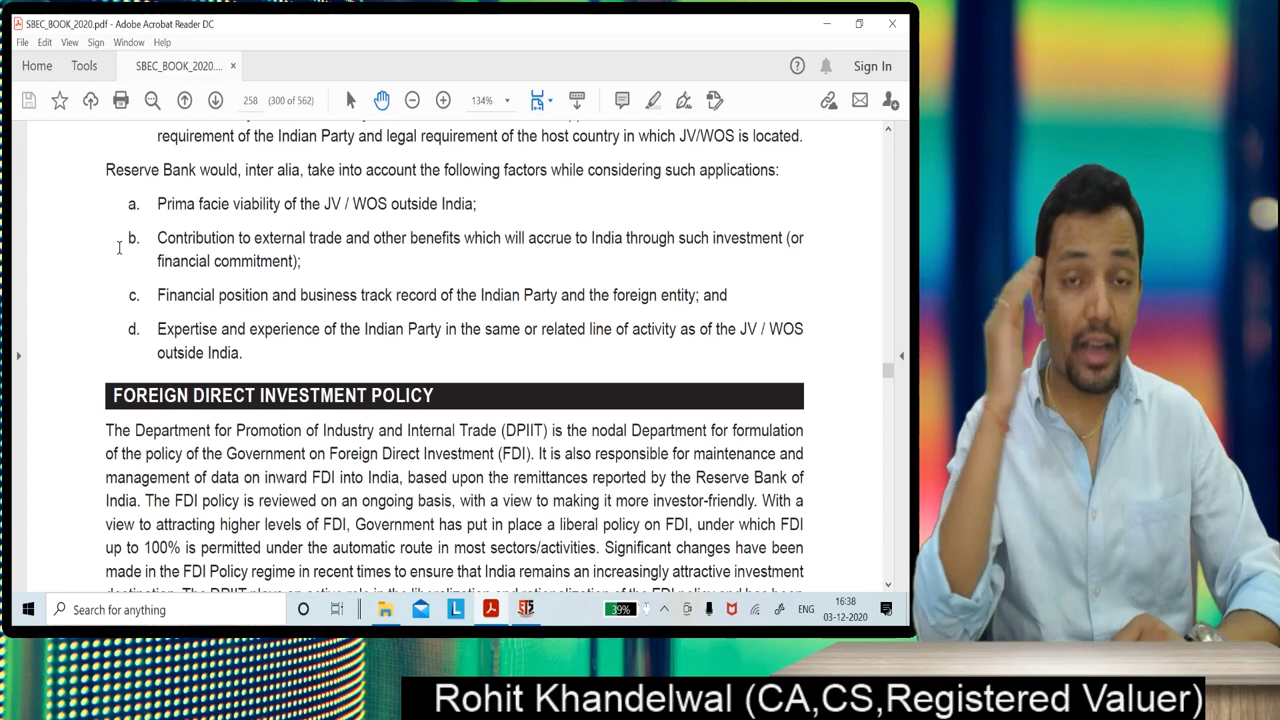 SBEC_BOOK_2020.pdf - Adobe Acrobat Reader DC
File Edit View Sign Window Help
Home Tools SBEC_BOOK_2020.... × Sign In
258 (300 of 562) 134%
requirement of the Indian Party and legal requirement of the host country in which JV/WOS is located.
Reserve Bank would, inter alia, take into account the following factors while considering such applications:
a. Prima facie viability of the JV / WOS outside India;
b. Contribution to external trade and other benefits which will accrue to India through such investment (or
financial commitment);
c. Financial position and business track record of the Indian Party and the foreign entity; and
d. Expertise and experience of the Indian Party in the same or related line of activity as of the JV / WOS
outside India.
FOREIGN DIRECT INVESTMENT POLICY
The Department for Promotion of Industry and Internal Trade (DPIIT) is the nodal Department for formulation
of the policy of the Government on Foreign Direct Investment (FDI). It is also responsible for maintenance and
management of data on inward FDI into India, based upon the remittances reported by the Reserve Bank of
India. The FDI policy is reviewed on an ongoing basis, with a view to making it more investor-friendly. With a
view to attracting higher levels of FDI, Government has put in place a liberal policy on FDI, under which FDI
up to 100% is permitted under the automatic route in most sectors/activities. Significant changes have been
made in the FDI Policy regime in recent times to ensure that India remains an increasingly attractive investment
Search for anything
39%
ENG
16:38
03-12-2020
Rohit Khandelwal (CA,CS,Registered Valuer)